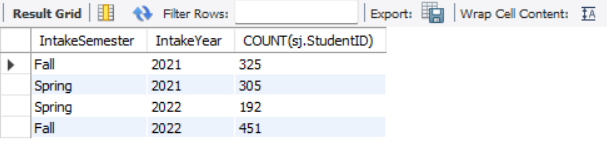 Result Grid Filter Rows: Export: Wrap Cell Content: IA
IntakeSemester IntakeYear COUNT(sj.StudentID)
Fall 2021 325
Spring 2021 305
Spring 2022 192
Fall 2022 451